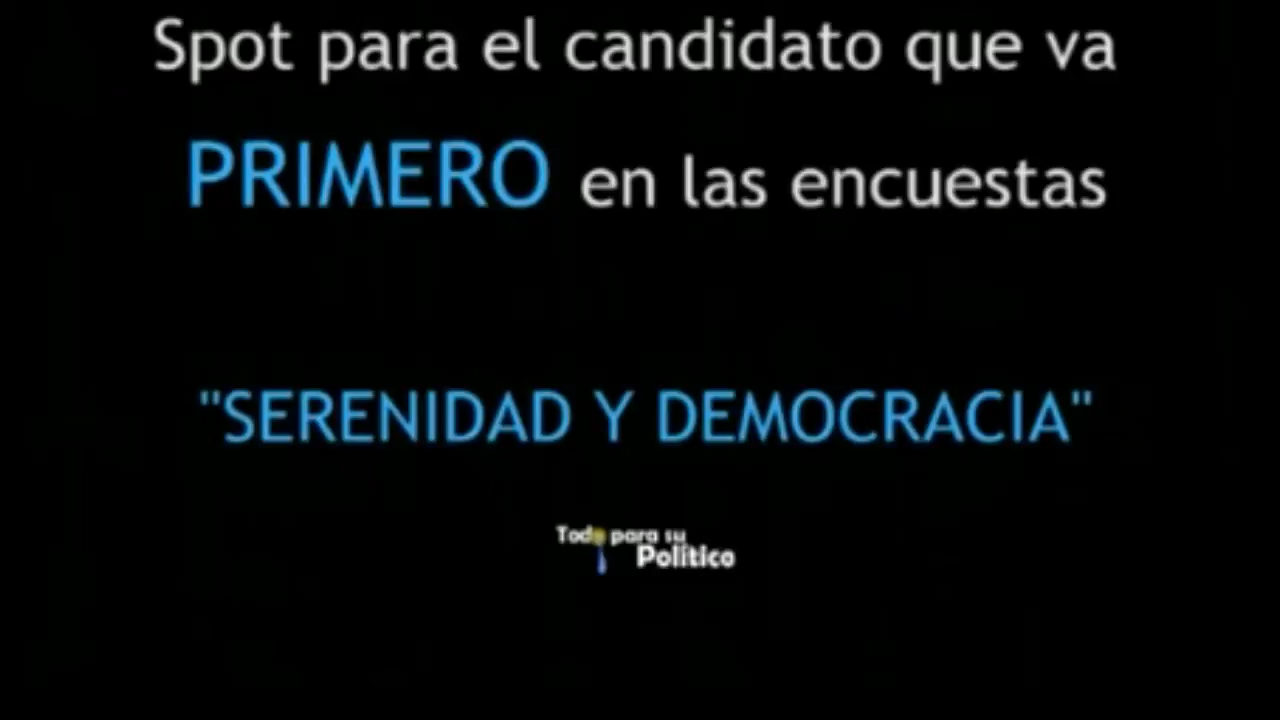 Spot para el candidato que va
PRIMERO en las encuestas
"SERENIDAD Y DEMOCRACIA"
Todo para su
Político